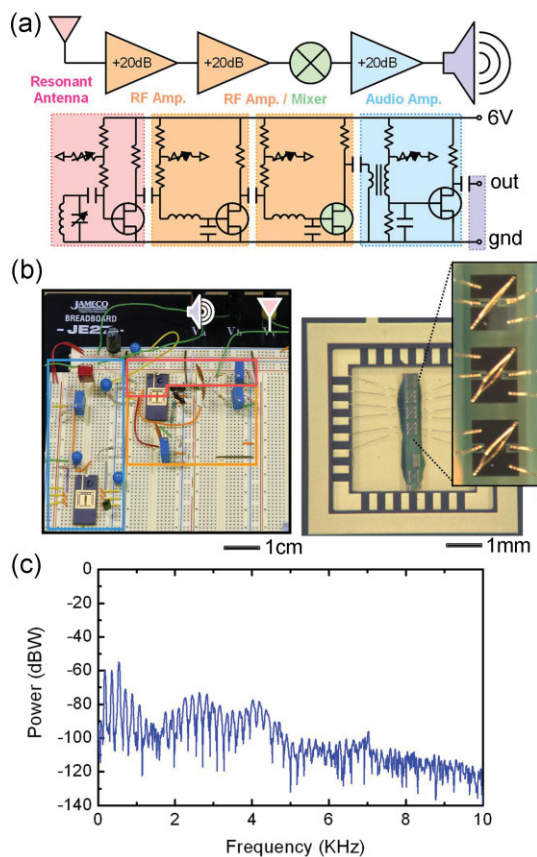 (a)
+20dB
+20dB
+20dB
Resonant
Antenna
RF Amp.
RF Amp. / Mixer
Audio Amp.
6V
out
gnd
(b)
JAMECO
BREADBOARD
-JE27
1cm
1mm
(c)
0
-20
-40
-60
-80
-100
-120
-140
Power (dBW)
0
2
4
6
8
10
Frequency (KHz)